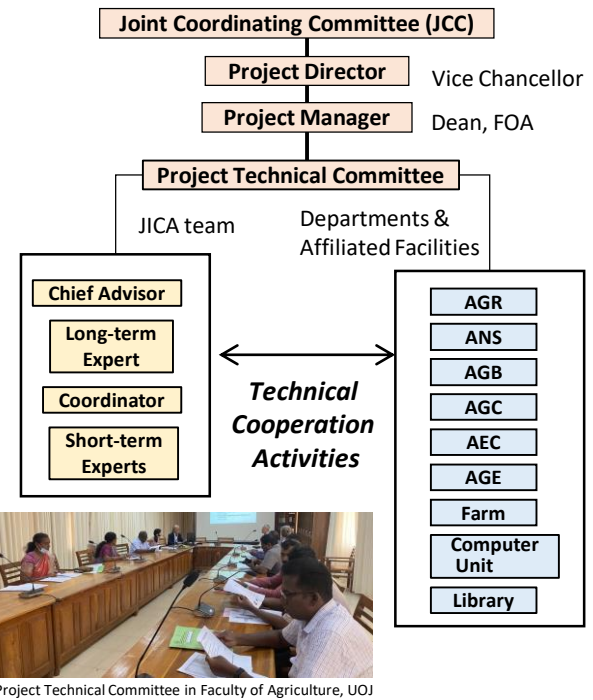 Joint Coordinating Committee (JCC)
Project Director
Vice Chancellor
Project Manager
Dean, FOA
Project Technical Committee
JICA team
Departments &
Affiliated Facilities
Chief Advisor
Long-term
Expert
Coordinator
Short-term
Experts
Technical
Cooperation
Activities
AGR
ANS
AGB
AGC
AEC
AGE
Farm
Computer
Unit
Library
Project Technical Committee in Faculty of Agriculture, UOJ